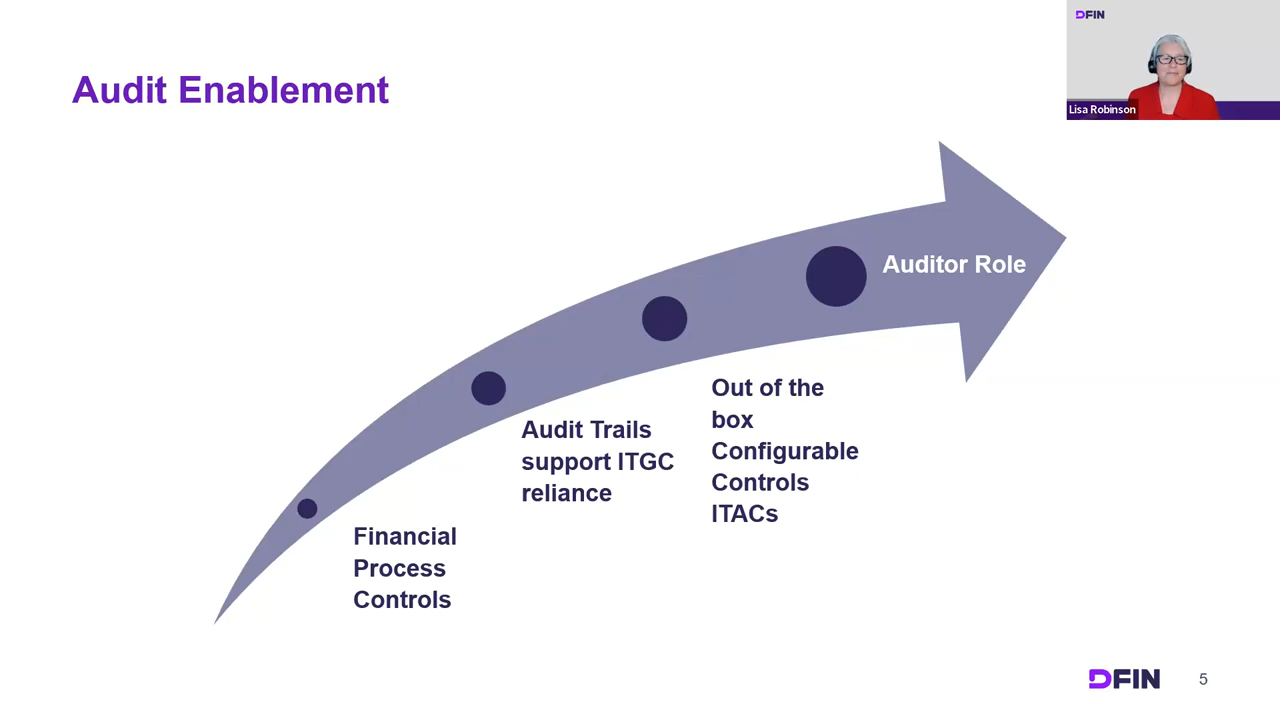 DFIN
Lisa Robinson
Audit Enablement
Auditor Role
Out of the
box
Configurable
Controls
ITACs
Audit Trails
support ITGC
reliance
Financial
Process
Controls
DFIN
5